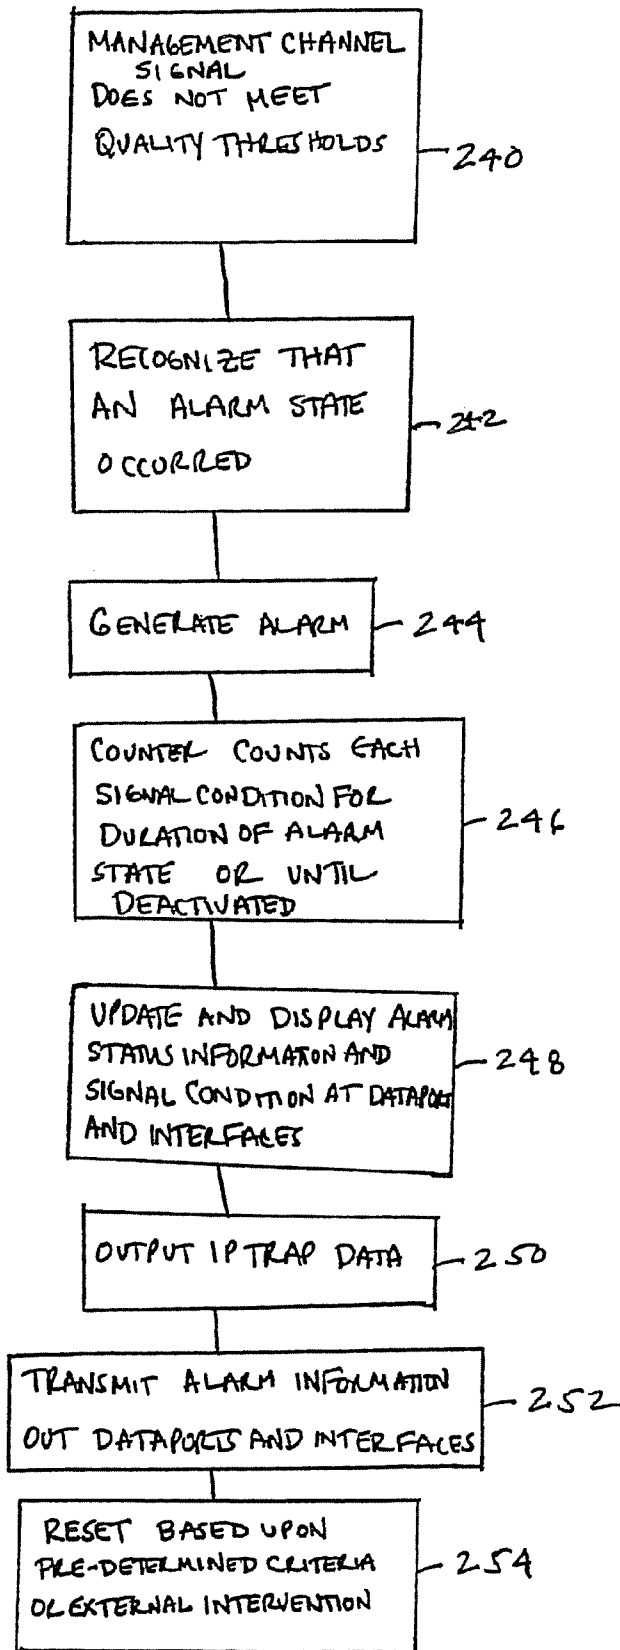 MANAGEMENT CHANNEL
SIGNAL
DOES NOT MEET
QUALITY THRESHOLDS
240
RECOGNIZE THAT
AN ALARM STATE
OCCURRED
242
GENERATE ALARM
244
COUNTER COUNTS EACH
SIGNAL CONDITION FOR
DURATION OF ALARM
STATE OR UNTIL
DEACTIVATED
246
UPDATE AND DISPLAY ALARM
STATUS INFORMATION AND
SIGNAL CONDITION AT DATAPORT
AND INTERFACES
248
OUTPUT IP TRAP DATA
250
TRANSMIT ALARM INFORMATION
OUT DATAPORTS AND INTERFACES
252
RESET BASED UPON
PRE-DETERMINED CRITERIA
OR EXTERNAL INTERVENTION
254